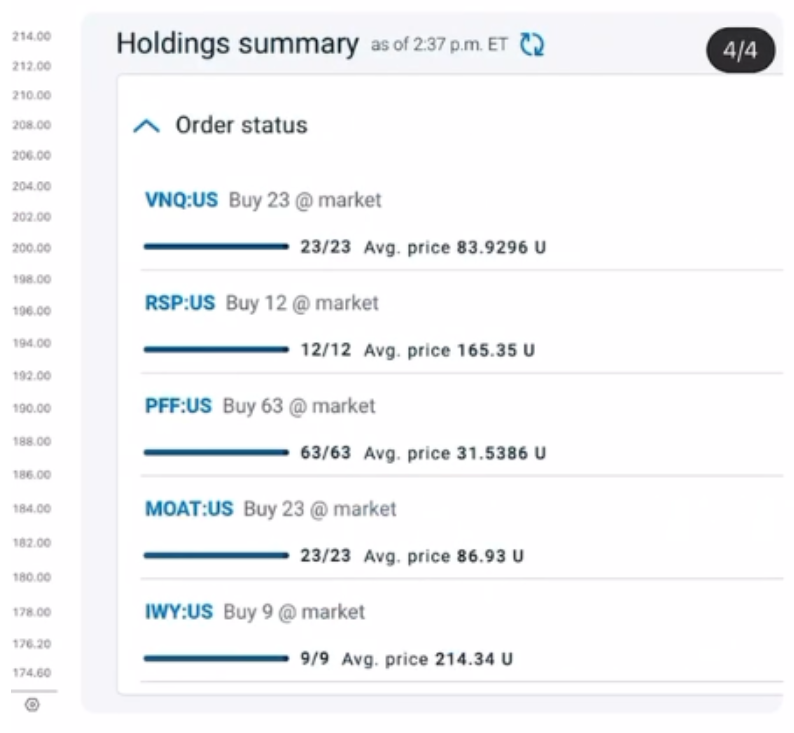 214.00
212.00
210.00
208.00
206.00
204.00
202.00
200.00
198.00
196.00
194.00
192.00
190.00
188.00
186.00
184.00
182.00
180.00
178.00
176.20
174.60
Holdings summary as of 2:37 p.m. ET
4/4
Order status
VNQ:US Buy 23 @ market
23/23 Avg. price 83.9296 U
RSP:US Buy 12 @ market
12/12 Avg. price 165.35 U
PFF:US Buy 63 @ market
63/63 Avg. price 31.5386 U
MOAT:US Buy 23 @ market
23/23 Avg. price 86.93 U
IWY:US Buy 9 @ market
9/9 Avg. price 214.34 U